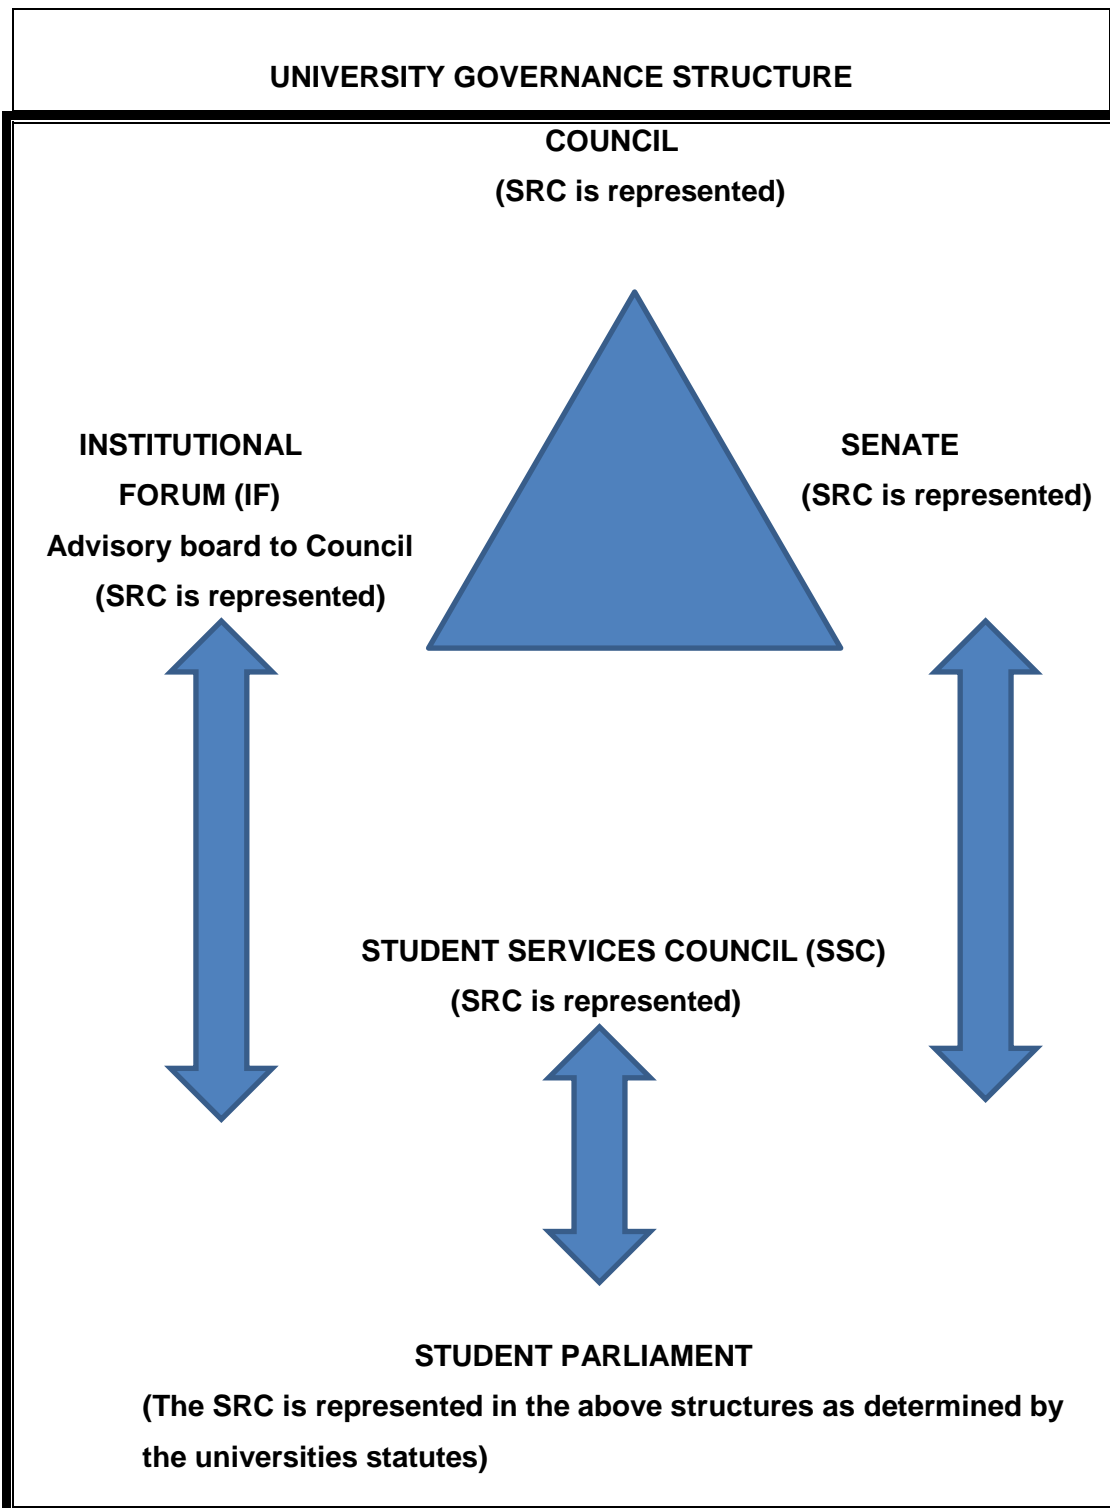 UNIVERSITY GOVERNANCE STRUCTURE
COUNCIL
(SRC is represented)
INSTITUTIONAL
FORUM (IF)
Advisory board to Council
(SRC is represented)
SENATE
(SRC is represented)
STUDENT SERVICES COUNCIL (SSC)
(SRC is represented)
STUDENT PARLIAMENT
(The SRC is represented in the above structures as determined by
the universities statutes)